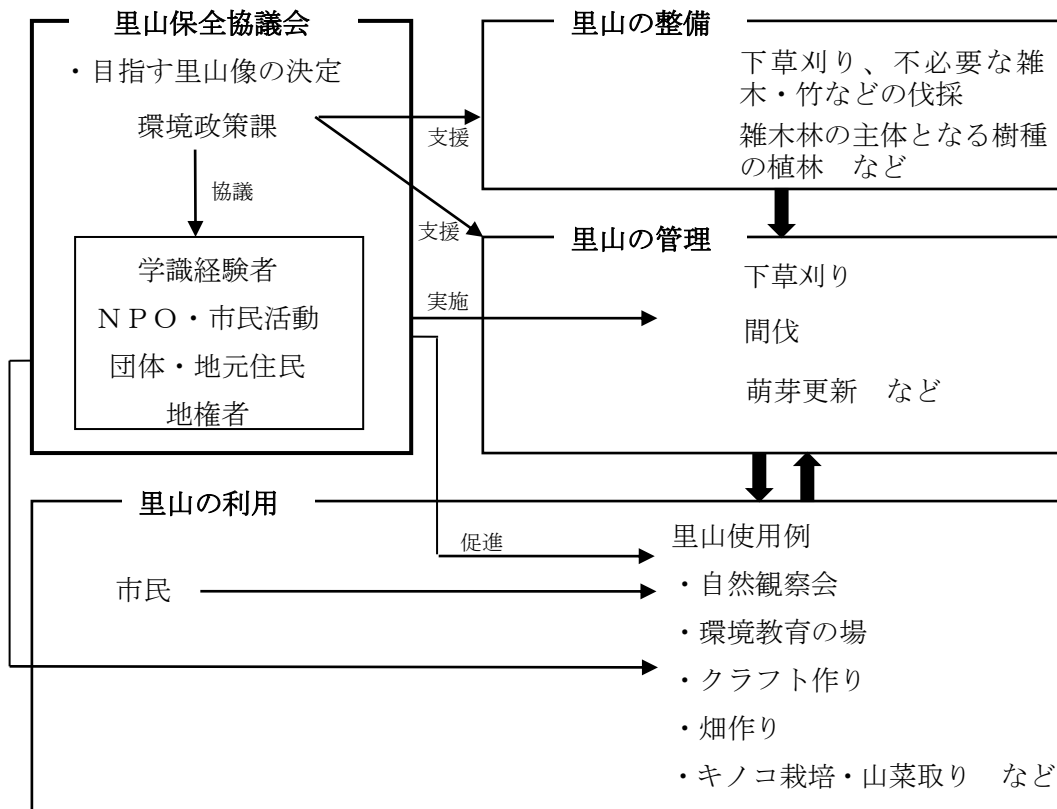 里山保全協議会
・目指す里山像の決定
環境政策課
協議
学識経験者
ＮＰＯ・市民活動
団体・地元住民
地権者
支援
支援
実施
里山の整備
下草刈り、不必要な雑
木・竹などの伐採
雑木林の主体となる樹種
の植林　など
里山の管理
下草刈り
間伐
萌芽更新　など
里山の利用
促進
市民
里山使用例
・自然観察会
・環境教育の場
・クラフト作り
・畑作り
・キノコ栽培・山菜取り　など